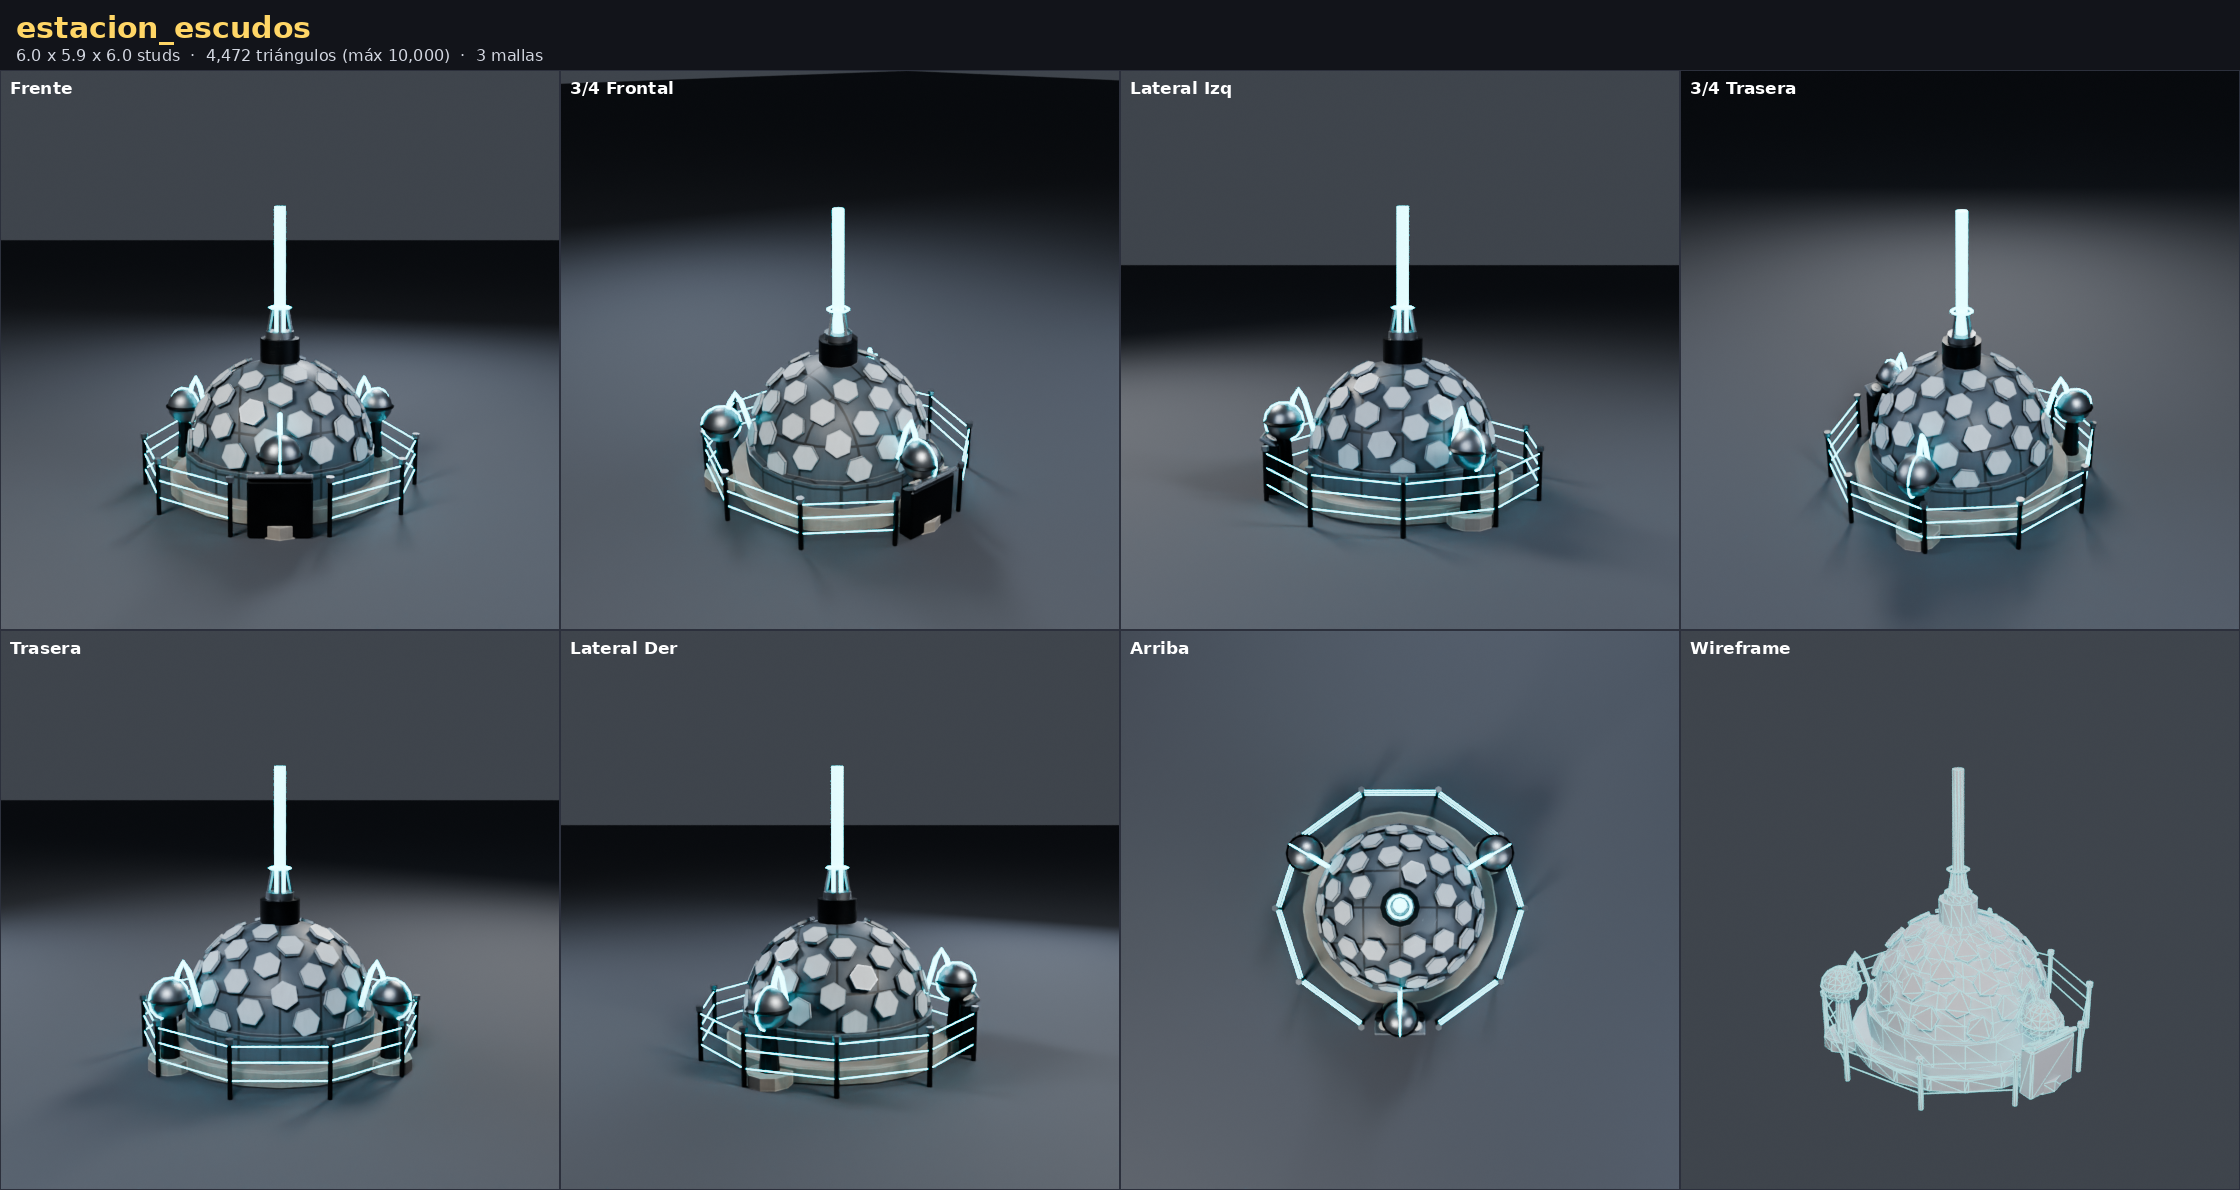 estacion_escudos
6.0 x 5.9 x 6.0 studs · 4,472 triángulos (máx 10,000) · 3 mallas
Frente
3/4 Frontal
Lateral Izq
3/4 Trasera
Trasera
Lateral Der
Arriba
Wireframe